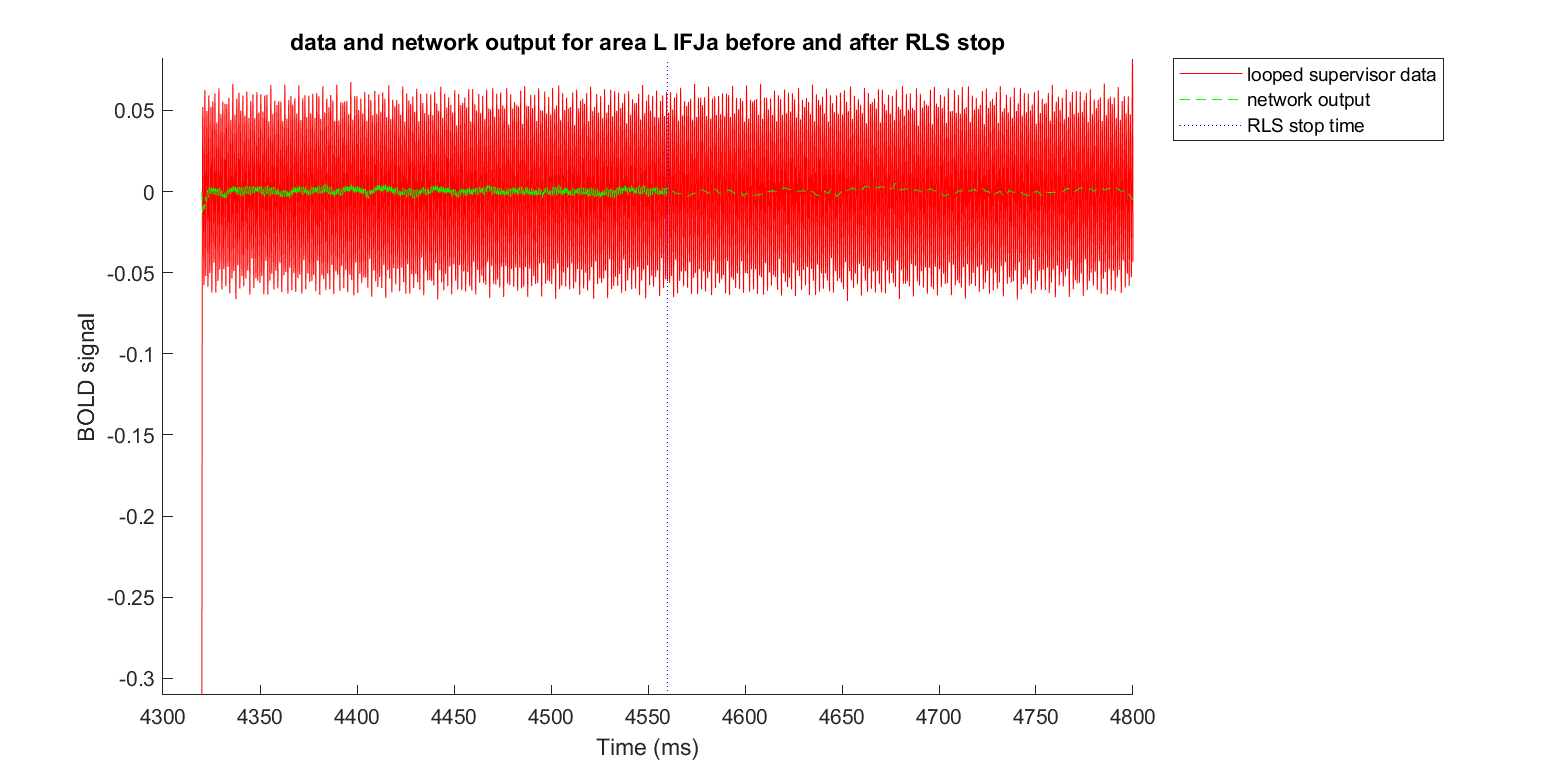 data and network output for area L IFJa before and after RLS stop
looped supervisor data
network output
RLS stop time
BOLD signal
0.05
0
-0.05
-0.1
-0.15
-0.2
-0.25
-0.3
4300 4350 4400 4450 4500 4550 4600 4650 4700 4750 4800
Time (ms)